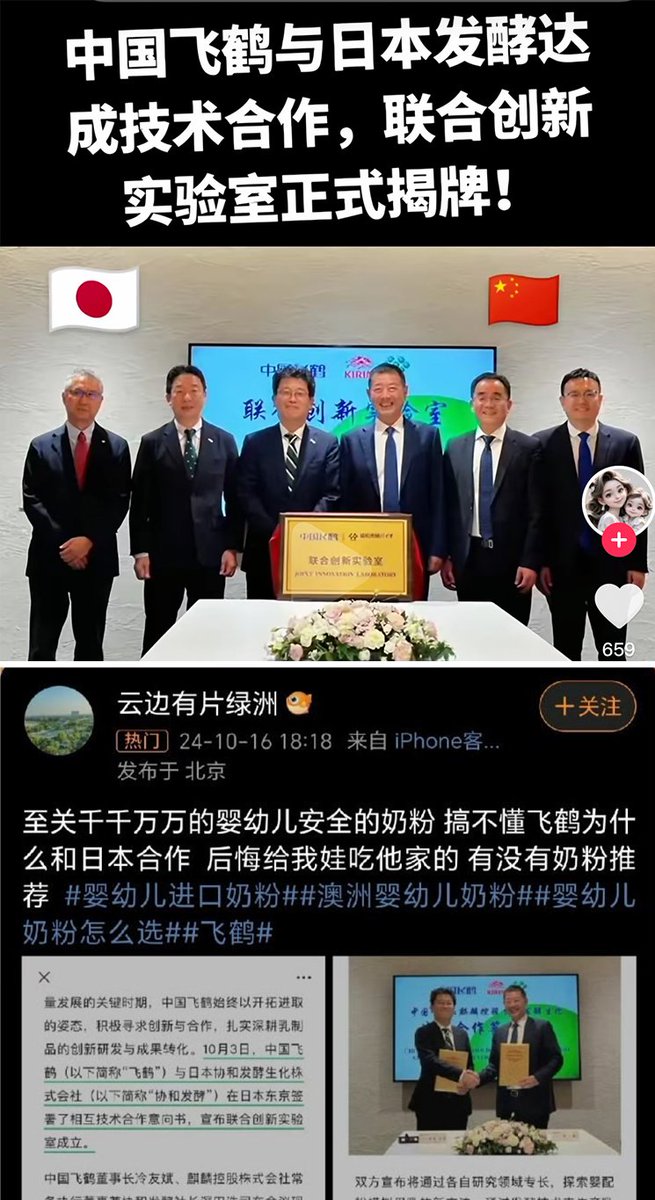 中国飞鹤与日本发酵达
成技术合作，联合创新
实验室正式揭牌！
中国飞鹤 KIRIN
联合创新实验室
中国飞鹤
联合创新实验室
JOINT INNOVATION LABORATORY
659
云边有片绿洲
+关注
热门 24-10-16 18:18 来自 iPhone客...
发布于 北京
至关千千万万的婴幼儿安全的奶粉 搞不懂飞鹤为什
么和日本合作 后悔给我娃吃他家的 有没有奶粉推
荐 #婴幼儿进口奶粉##澳洲婴幼儿奶粉##婴幼儿
奶粉怎么选##飞鹤#
量发展的关键时期，中国飞鹤始终以开拓进取
的姿态，积极寻求创新与合作，扎实深耕乳制
品的创新研发与成果转化。10月3日，中国飞
鹤（以下简称“飞鹤”）与日本协和发酵生化株
式会社（以下简称“协和发酵”）在日本东京签
署了相互技术合作意问书，宣布联合创新实验
室成立。
中国飞鹤董事长冷友斌、麒麟控股株式会社常
KIRIN
双方宣布将通过各自研究领域专长，探索婴配